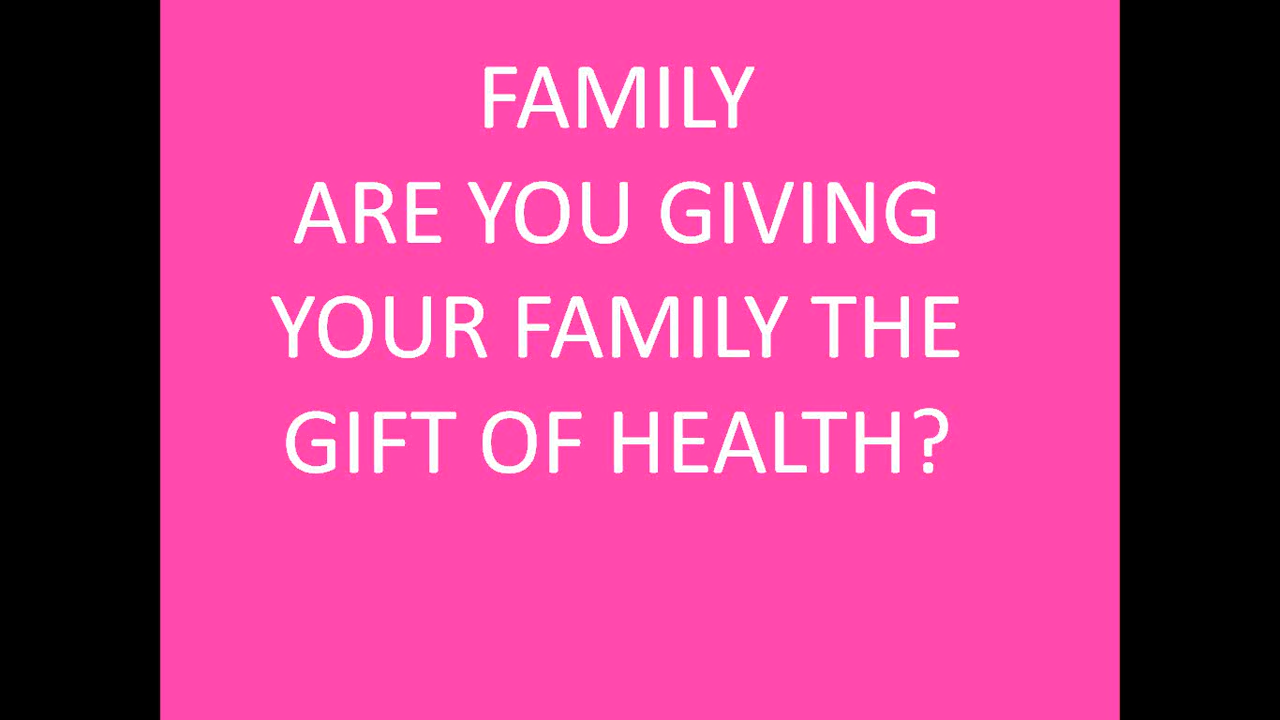 FAMILY
ARE YOU GIVING
YOUR FAMILY THE
GIFT OF HEALTH?